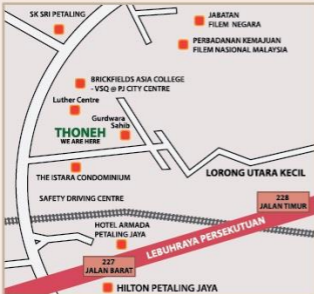 SK SRI PETALING
JABATAN
FILEM NEGARA
PERBADANAN KEMAJUAN
FILEM NASIONAL MALAYSIA
BRICKFIELDS ASIA COLLEGE
- VSQ @ PJ CITY CENTRE
Luther Centre
Gurdwara
Sahib
THONEH
WE ARE HERE
THE ISTARA CONDOMINIUM
LORONG UTARA KECIL
SAFETY DRIVING CENTRE
228
JALAN TIMUR
HOTEL ARMADA
PETALING JAYA
LEBUHRAYA PERSEKUTUAN
227
JALAN BARAT
HILTON PETALING JAYA